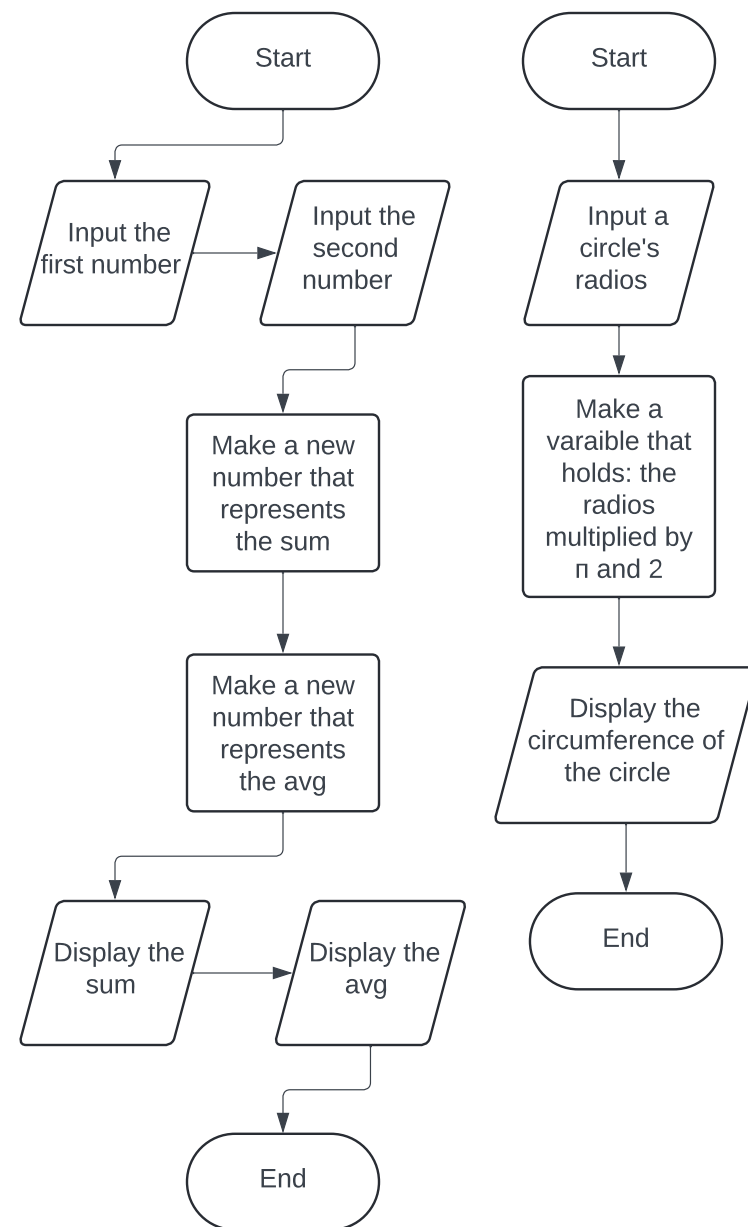 Start
Input the
first number
Input the
second
number
Make a new
number that
represents
the sum
Make a new
number that
represents
the avg
Display the
sum
Display the
avg
End
Start
Input a
circle's
radios
Make a
varaible that
holds: the
radios
multiplied by
п and 2
Display the
circumference of
the circle
End